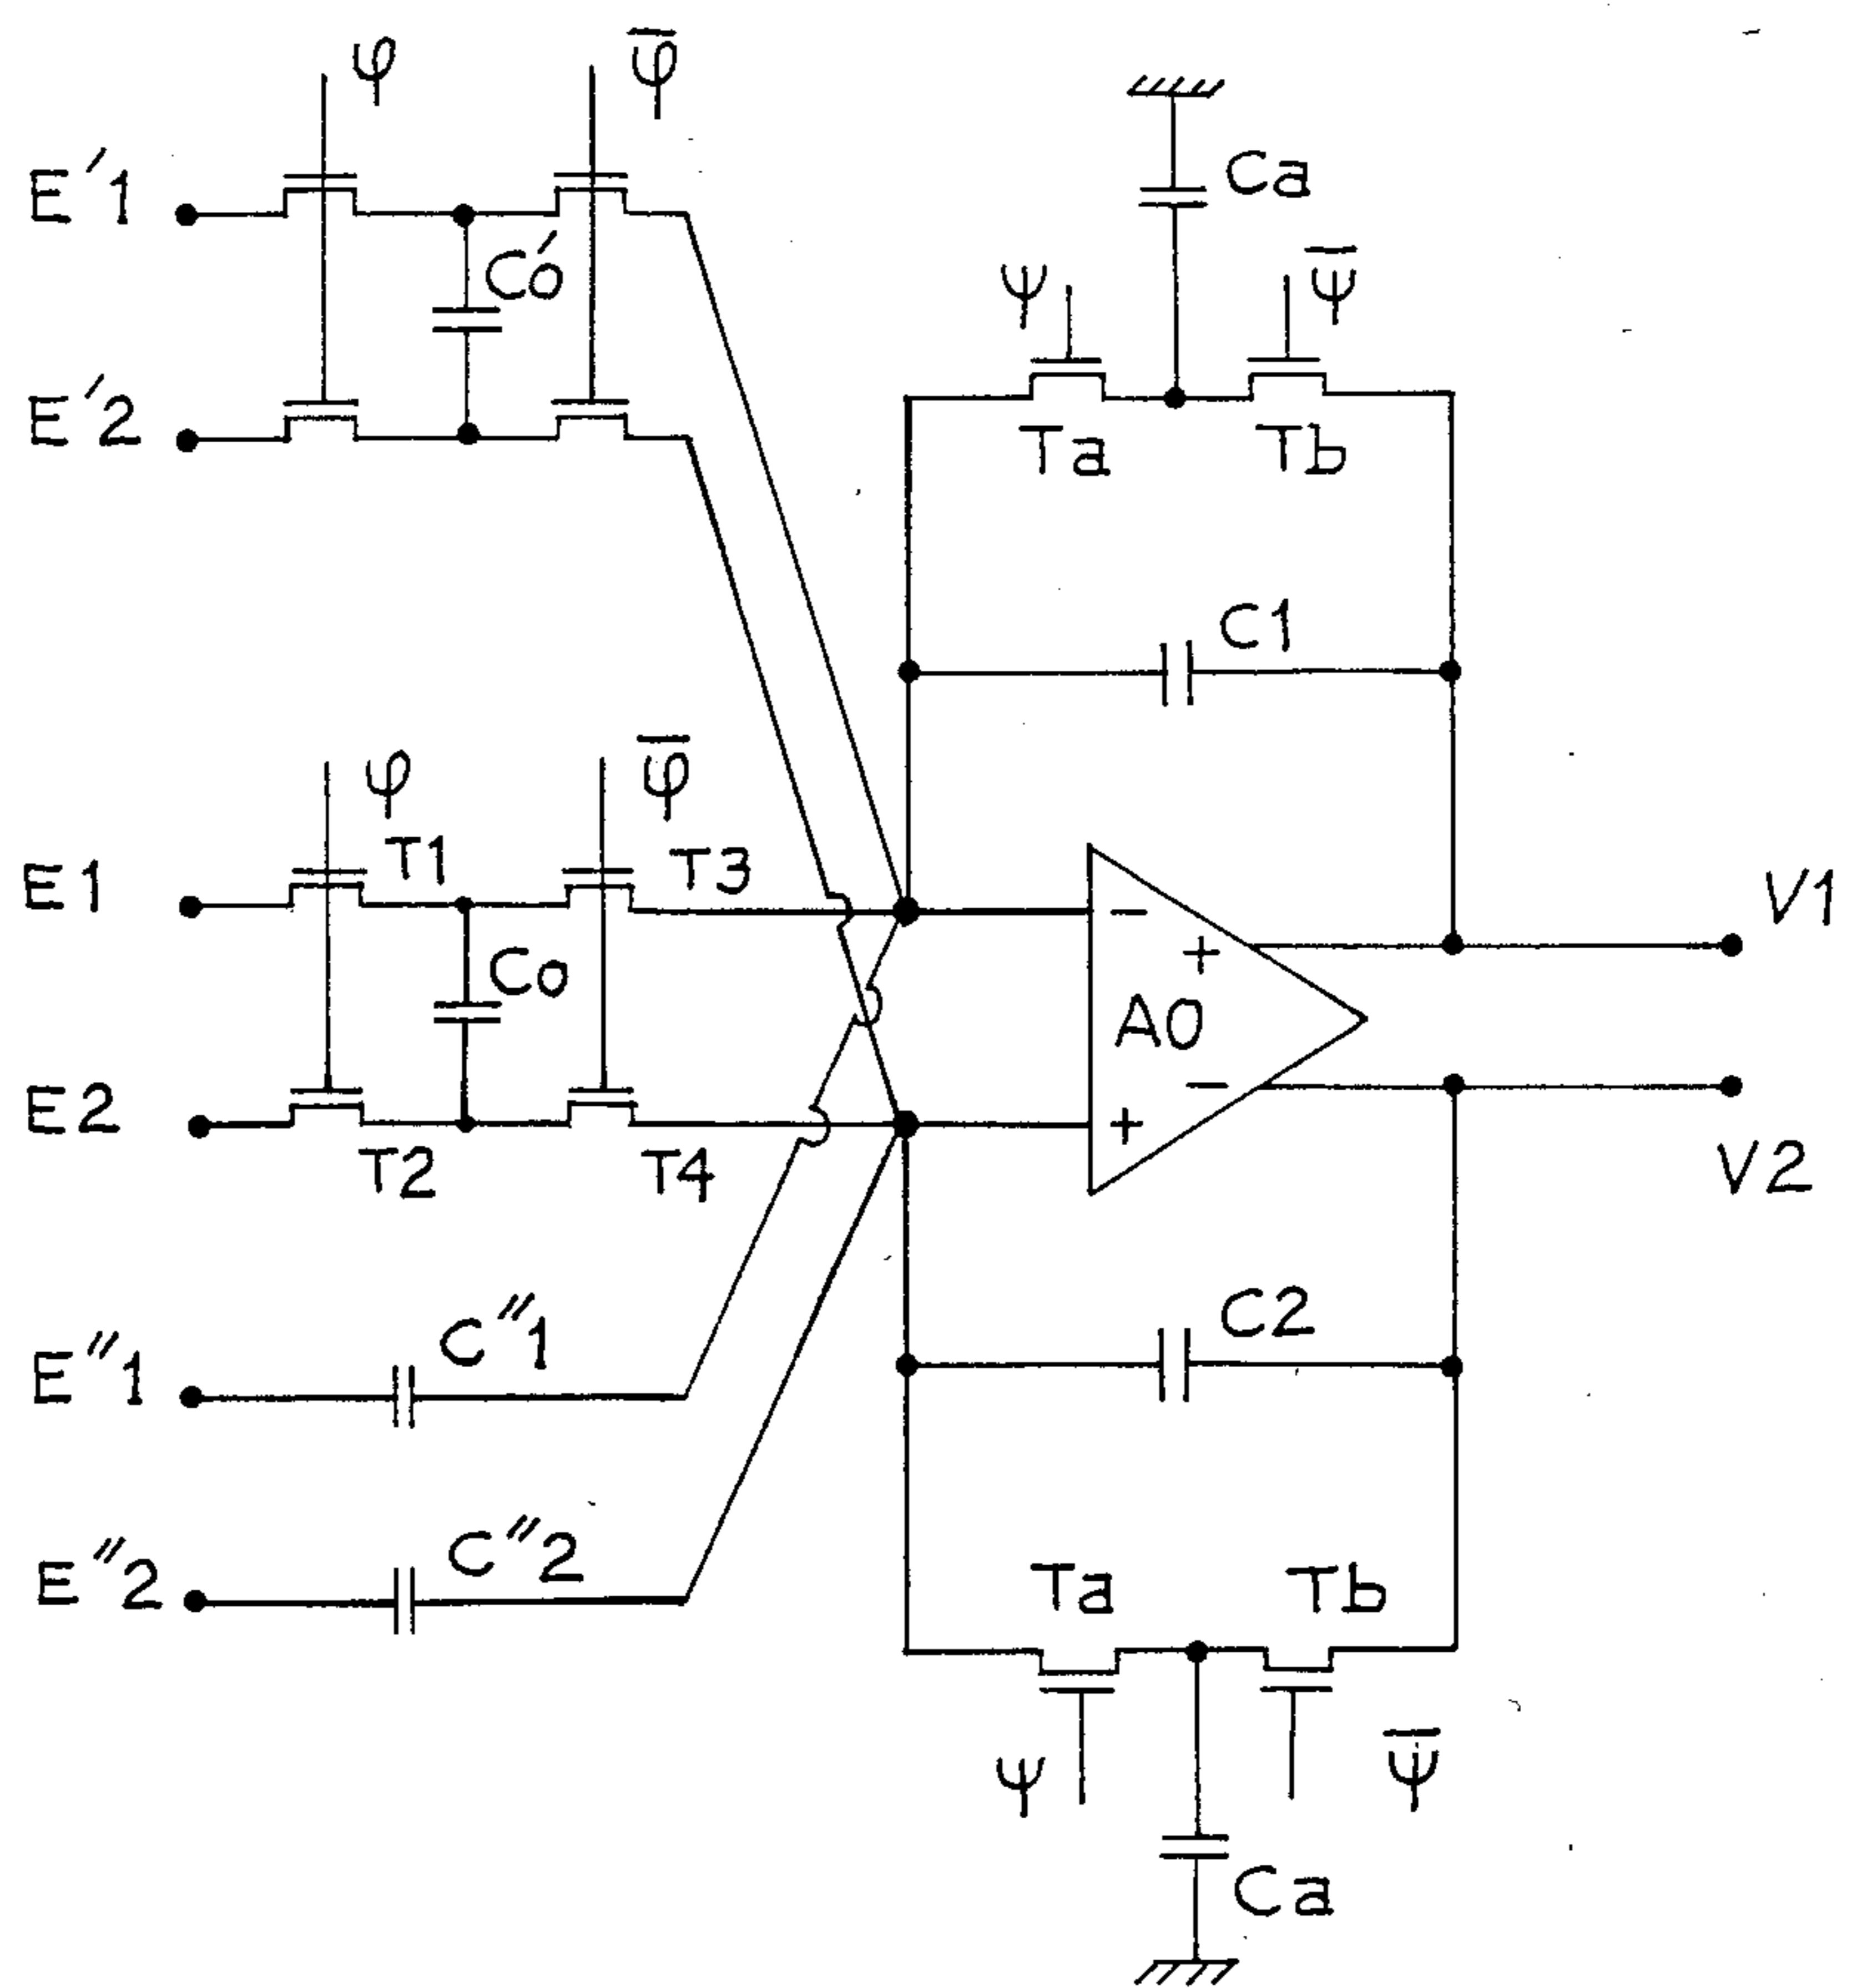 φ φ̅
E'1
Ca
C'o
ψ ψ̅
E'2
Ta Tb
C1
φ φ̅
T1 T3
E1
V1
−
+
Co
A0
−
E2
+
T2 T4
V2
C"1
C2
E"1
C"2
E"2
Ta Tb
ψ ψ̅
Ca